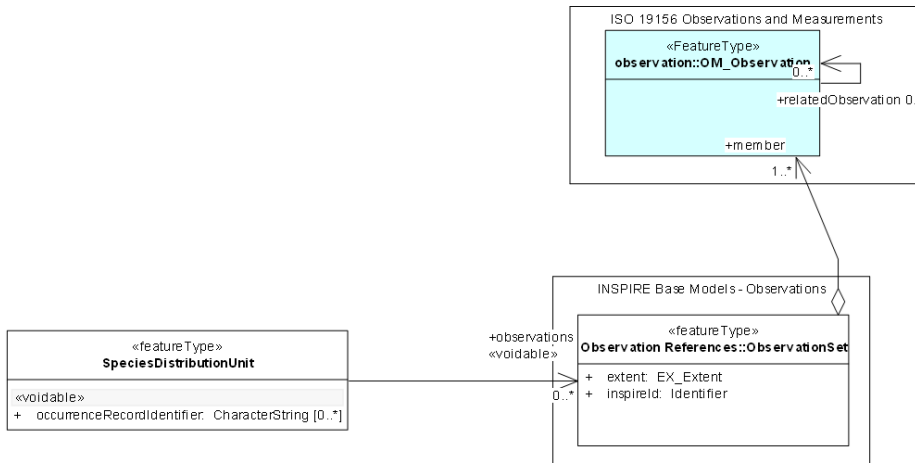 ISO 19156 Observations and Measurements
«FeatureType»
observation::OM_Observation
0..*
+relatedObservation 0.
+member
1..*
INSPIRE Base Models - Observations
«featureType»
Observation References::ObservationSet
+ extent: EX_Extent
+ inspireId: Identifier
+observations
«voidable»
0..*
«featureType»
SpeciesDistributionUnit
«voidable»
+ occurrenceRecordIdentifier: CharacterString [0..*]